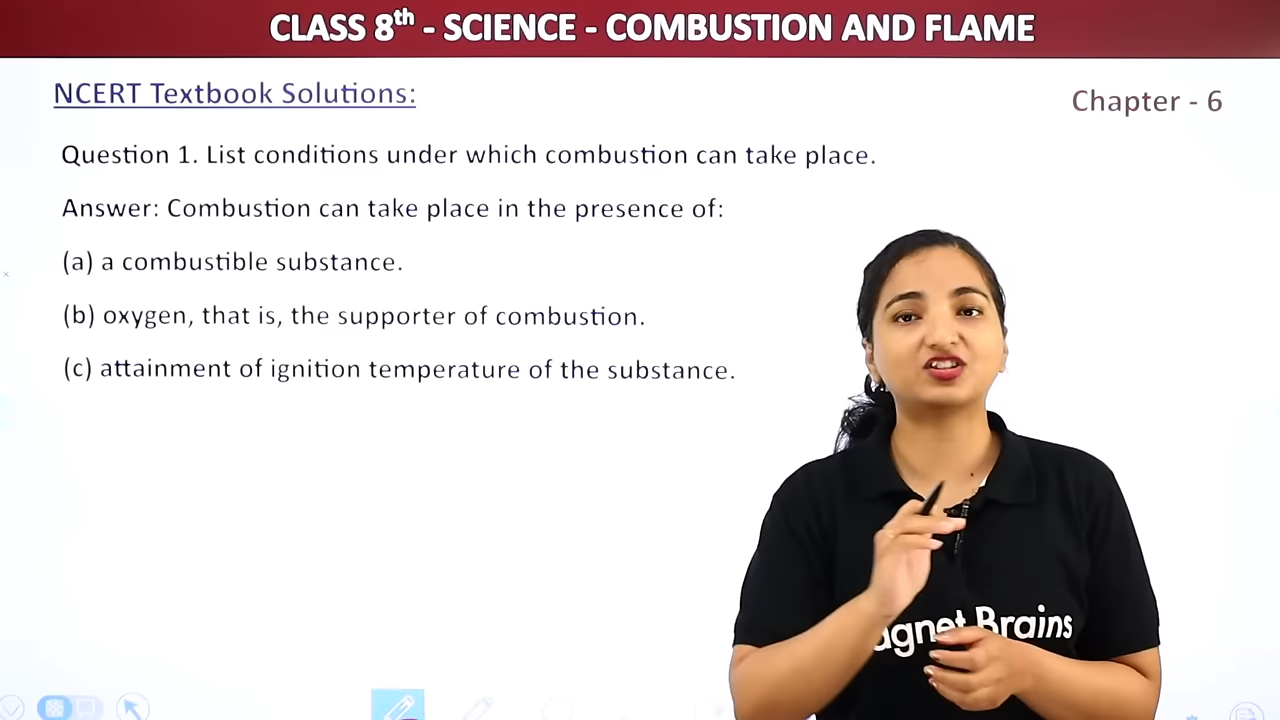 CLASS 8th - SCIENCE - COMBUSTION AND FLAME
NCERT Textbook Solutions:
Chapter - 6
Question 1. List conditions under which combustion can take place.
Answer: Combustion can take place in the presence of:
(a) a combustible substance.
(b) oxygen, that is, the supporter of combustion.
(c) attainment of ignition temperature of the substance.
agnet Brains